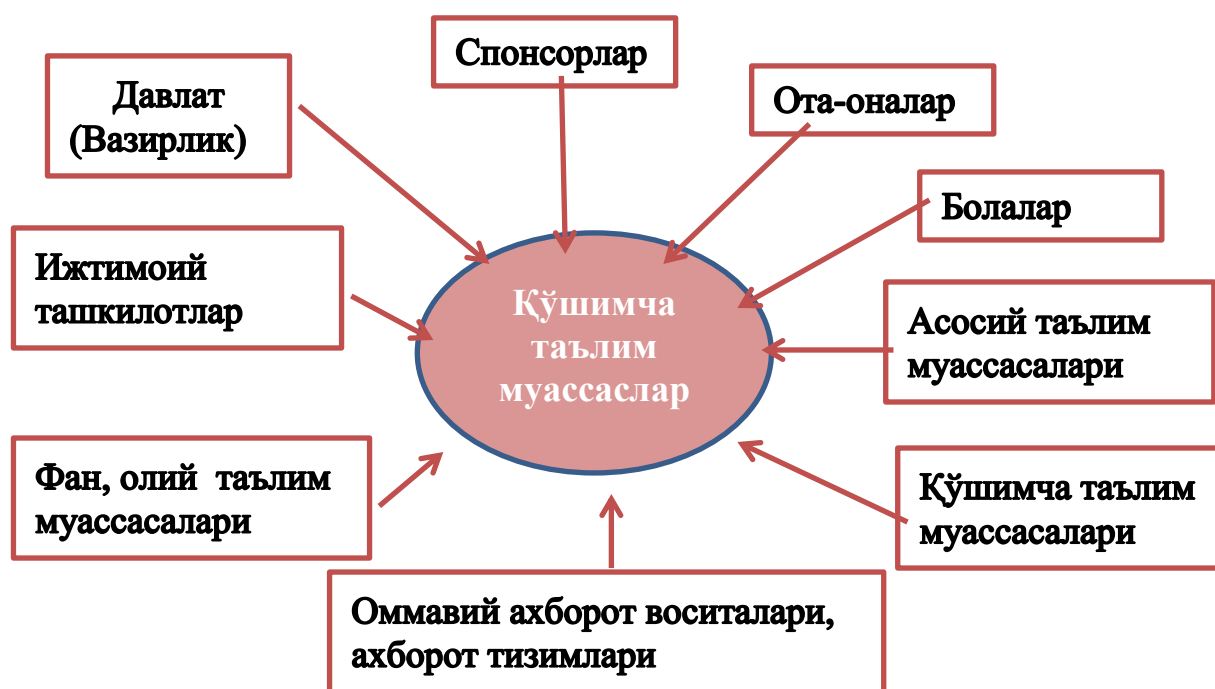 Спонсорлар
Давлат
(Вазирлик)
Ота-оналар
Болалар
Ижтимоий
ташкилотлар
Қўшимча
таълим
муассаслар
Асосий таълим
муассасалари
Фан, олий таълим
муассасалари
Қўшимча таълим
муассасалари
Оммавий ахборот воситалари,
ахборот тизимлари